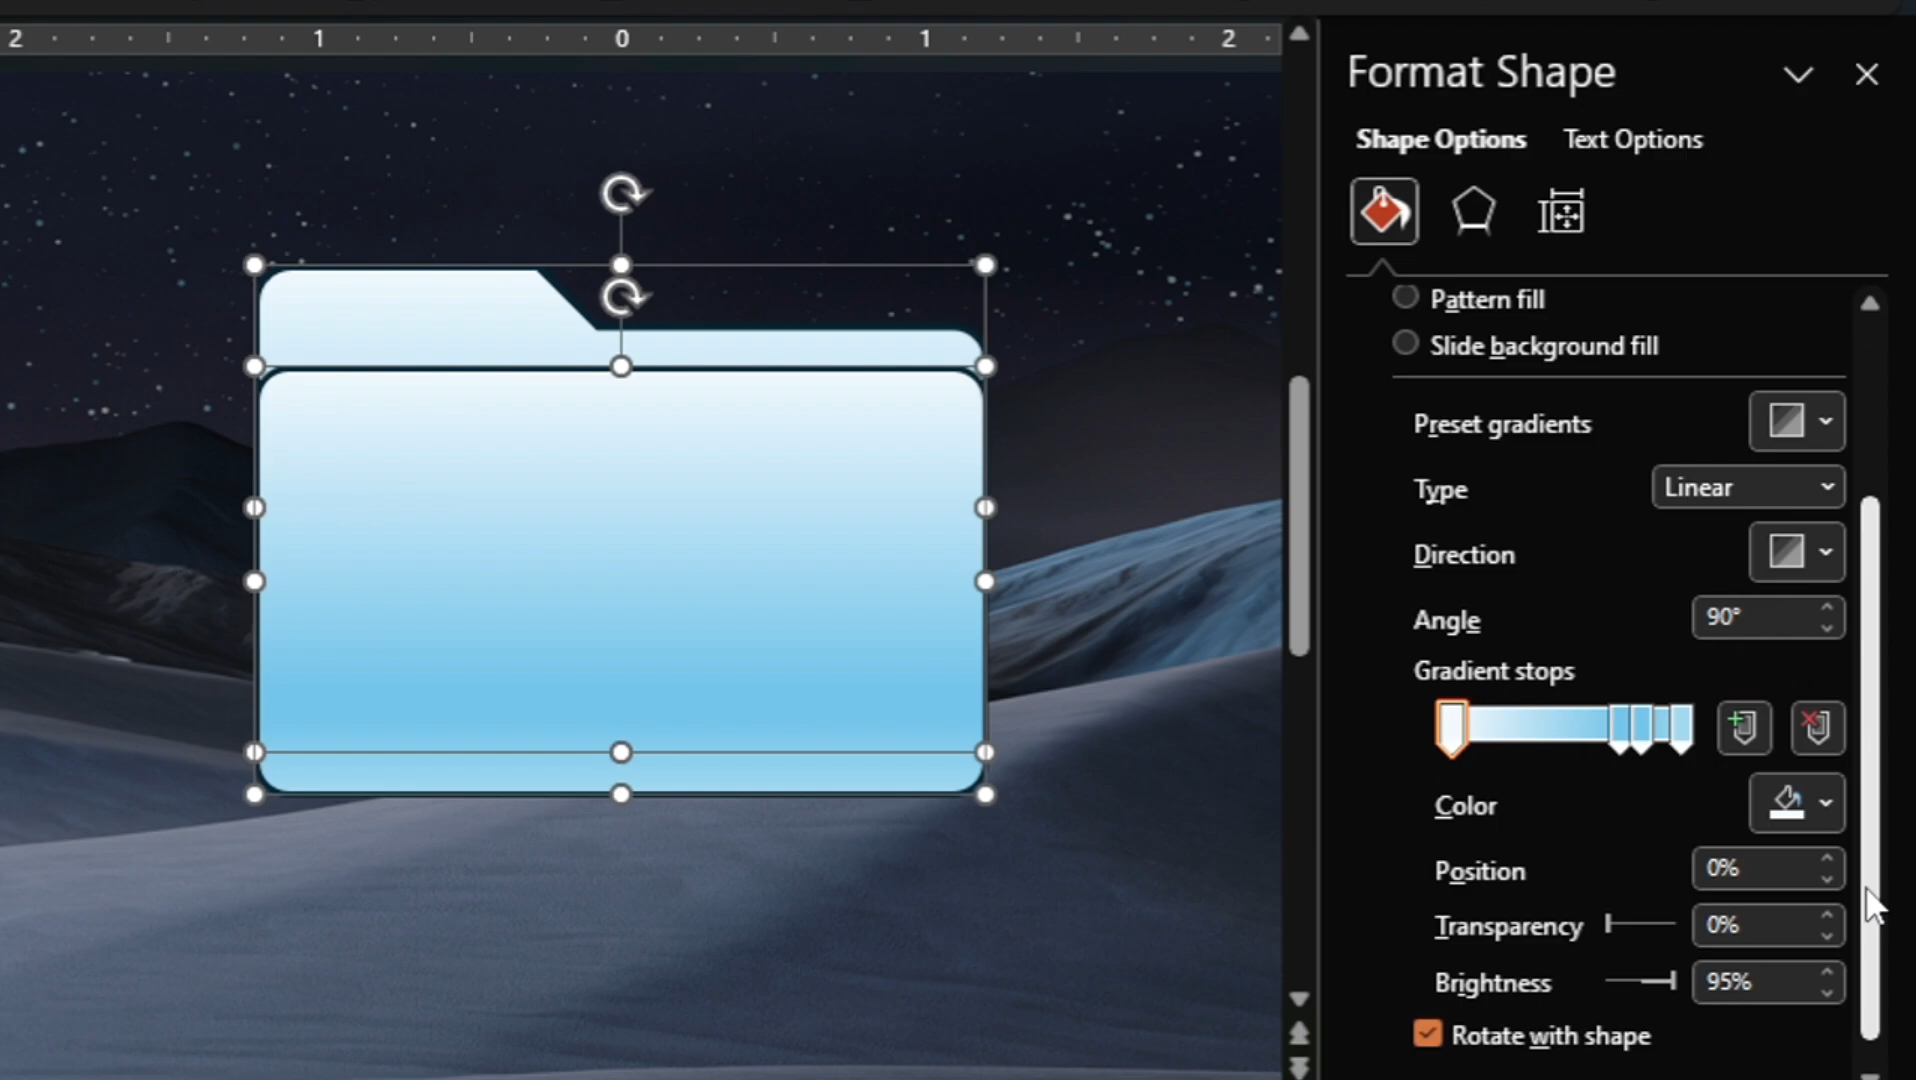 2 1 0 1 2
Format Shape
Shape Options Text Options
Pattern fill
Slide background fill
Preset gradients
Type Linear
Direction
Angle 90°
Gradient stops
Color
Position 0%
Transparency 0%
Brightness 95%
Rotate with shape